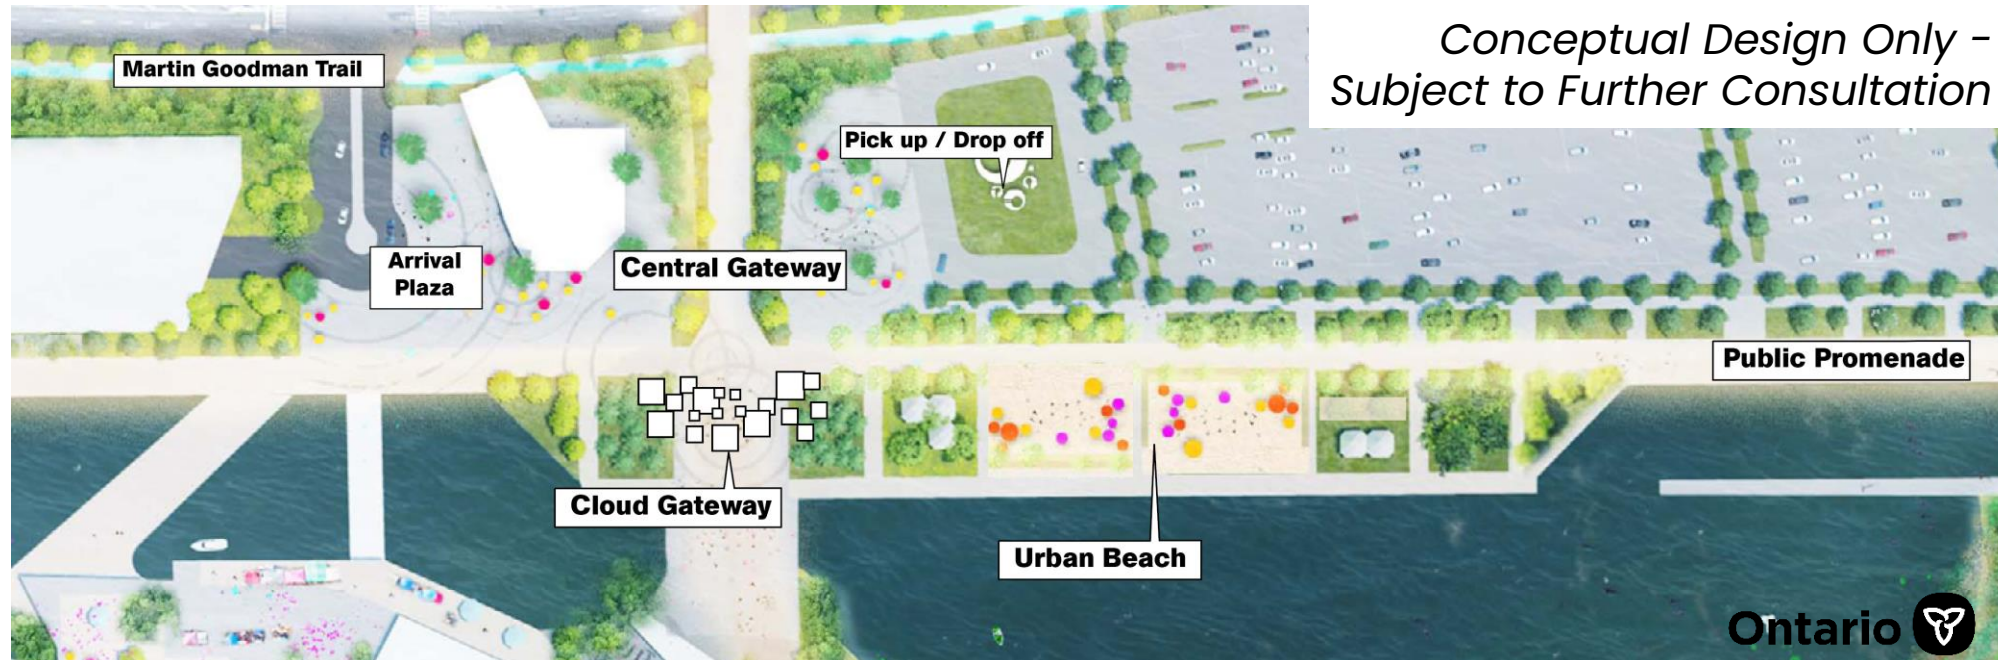 Conceptual Design Only -
Subject to Further Consultation
Martin Goodman Trail
Pick up / Drop off
Arrival
Plaza
Central Gateway
Public Promenade
Cloud Gateway
Urban Beach
Ontario